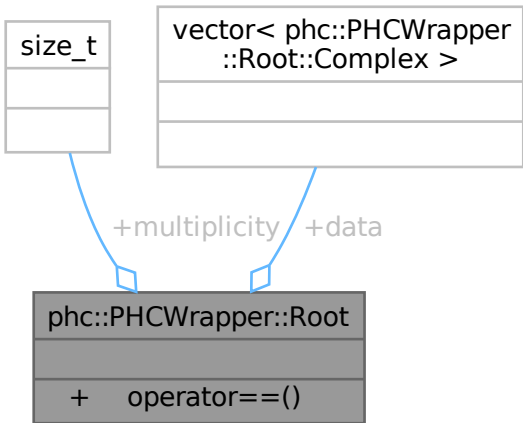 size_t
vector< phc::PHCWrapper
::Root::Complex >
+multiplicity
+data
phc::PHCWrapper::Root
+ operator==()